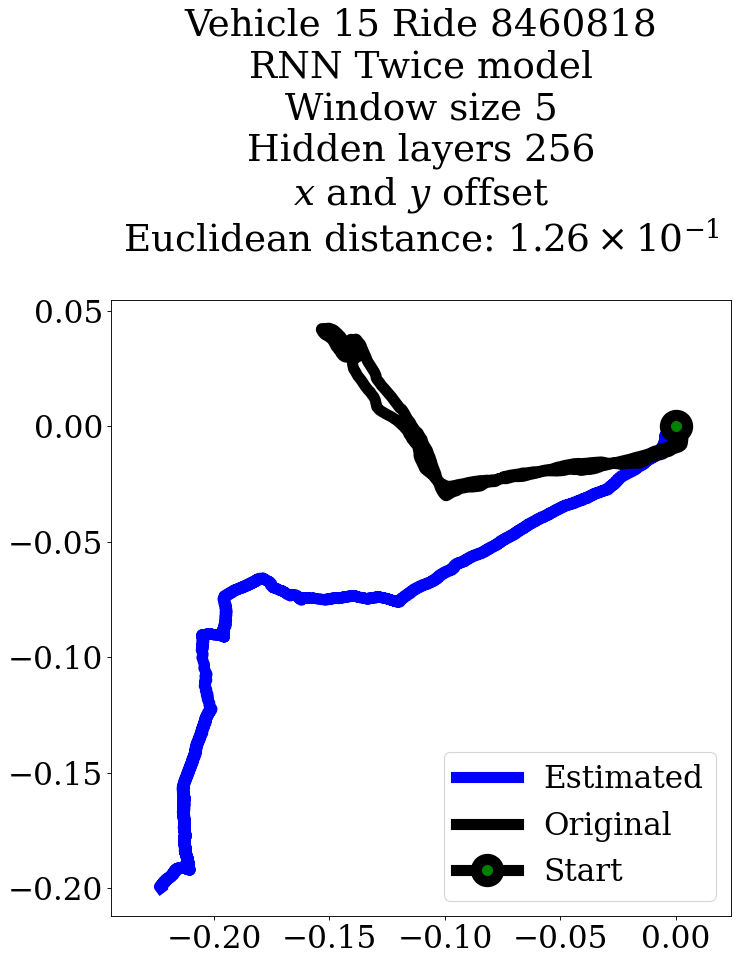 Vehicle 15 Ride 8460818
RNN Twice model
Window size 5
Hidden layers 256
x and y offset
Euclidean distance: 1.26 × 10⁻¹
0.05
0.00
−0.05
−0.10
−0.15
−0.20
Estimated
Original
Start
−0.20 −0.15 −0.10 −0.05 0.00